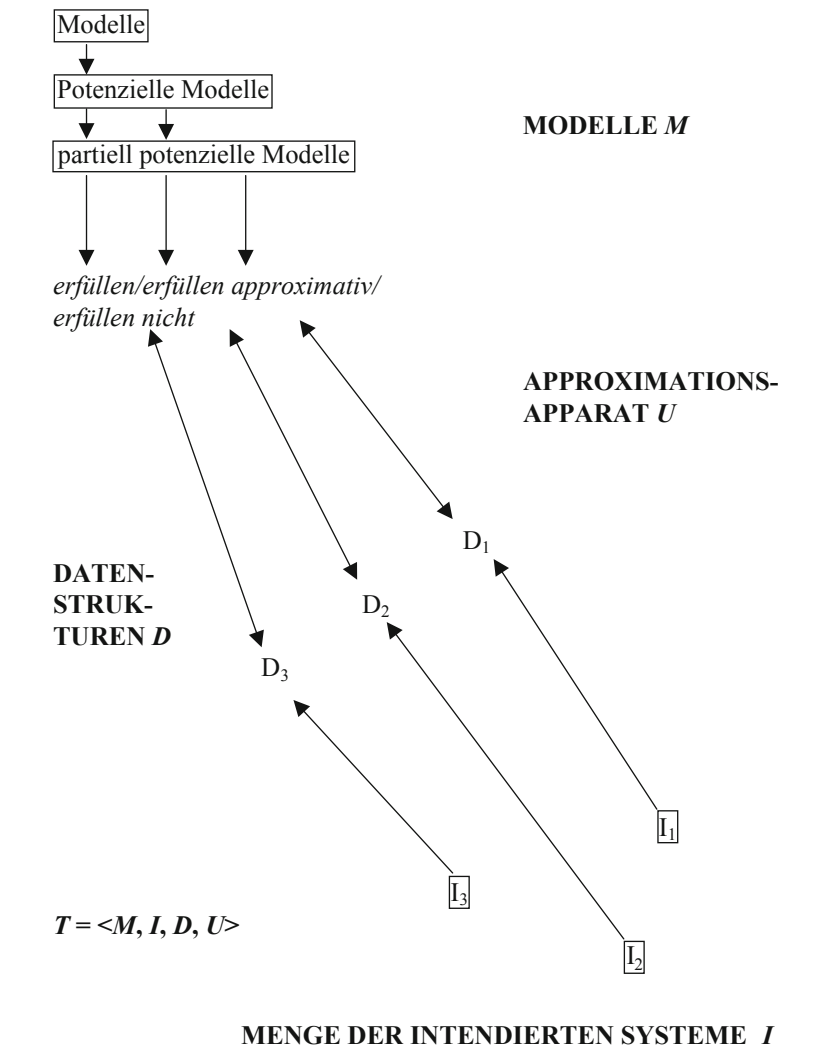 Modelle
Potenzielle Modelle
MODELLE M
partiell potenzielle Modelle
erfüllen/erfüllen approximativ/
erfüllen nicht
APPROXIMATIONS-
APPARAT U
D₁
DATEN-
STRUK-
TUREN D
D₂
D₃
I₁
I₃
T = <M, I, D, U>
I₂
MENGE DER INTENDIERTEN SYSTEME I